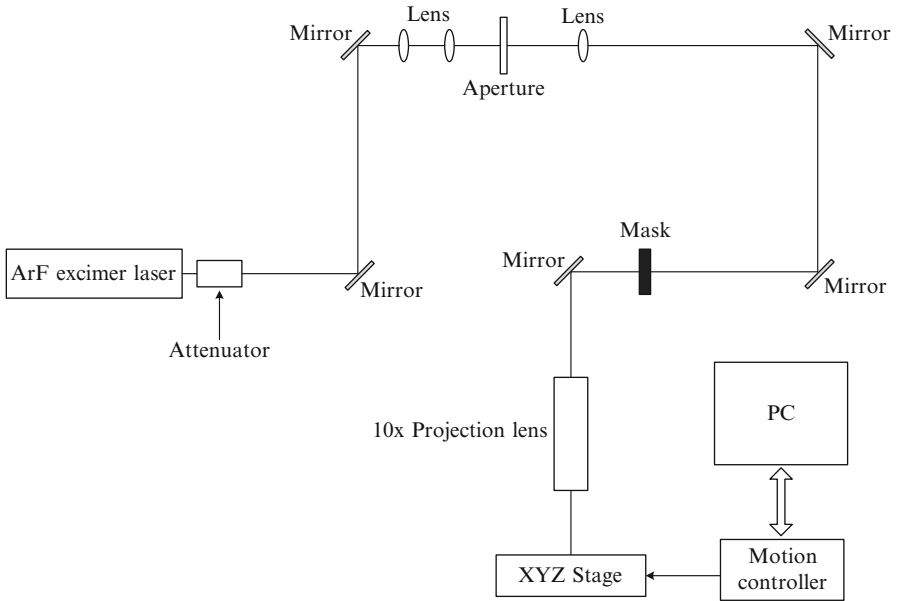 Lens
Lens
Mirror
Mirror
Aperture
Mask
ArF excimer laser
Mirror
Mirror
Mirror
Attenuator
PC
10x Projection lens
XYZ Stage
Motion
controller